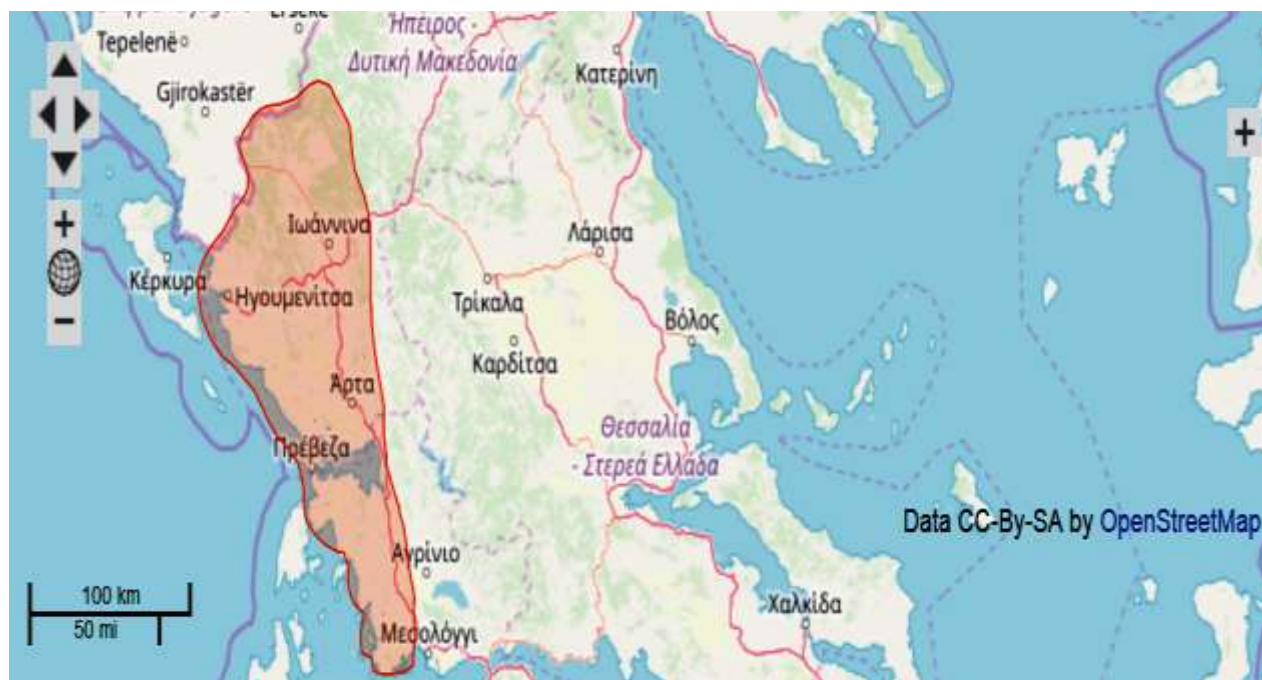 Tepelenë
Gjirokastër
Ήπειρος -
Δυτική Μακεδονία
Κατερίνη
+
+
-
Ιωάννινα
Κέρκυρα
Ηγουμενίτσα
Λάρισα
Τρίκαλα
Καρδίτσα
Βόλος
Άρτα
Πρέβεζα
Θεσσαλία
- Στερεά Ελλάδα
Data CC-By-SA by OpenStreetMap
Αγρίνιο
100 km
50 mi
Χαλκίδα
Μεσολόγγι